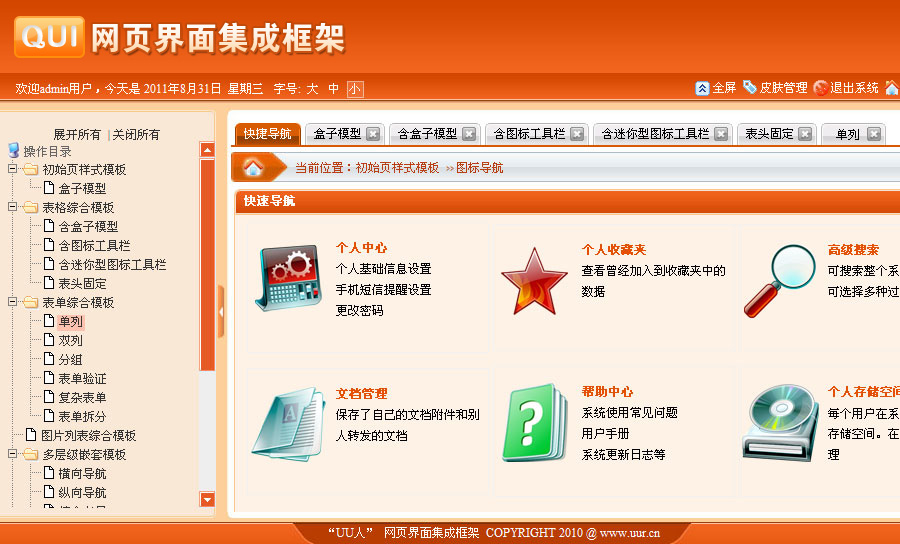 QUI 网页界面集成框架
欢迎admin用户，今天是 2011年8月31日 星期三 字号: 大 中 小
全屏 皮肤管理 退出系统
展开所有 | 关闭所有
操作目录
初始页样式模板
盒子模型
表格综合模板
含盒子模型
含图标工具栏
含迷你型图标工具栏
表头固定
表单综合模板
单列
双列
分组
表单验证
复杂表单
表单拆分
图片列表综合模板
多层级嵌套模板
横向导航
纵向导航
快捷导航 盒子模型 含盒子模型 含图标工具栏 含迷你型图标工具栏 表头固定 单列
当前位置：初始页样式模板 >>图标导航
快捷导航
个人中心
个人基础信息设置
手机短信提醒设置
更改密码
个人收藏夹
查看曾经加入到收藏夹中的
数据
高级搜索
可搜索整个系
可选择多种过
文档管理
保存了自己的文档附件和别
人转发的文档
帮助中心
系统使用常见问题
用户手册
系统更新日志等
个人存储空间
每个用户在系
存储空间。在
理
“UU人” 网页界面集成框架 COPYRIGHT 2010 @ www.uur.cn